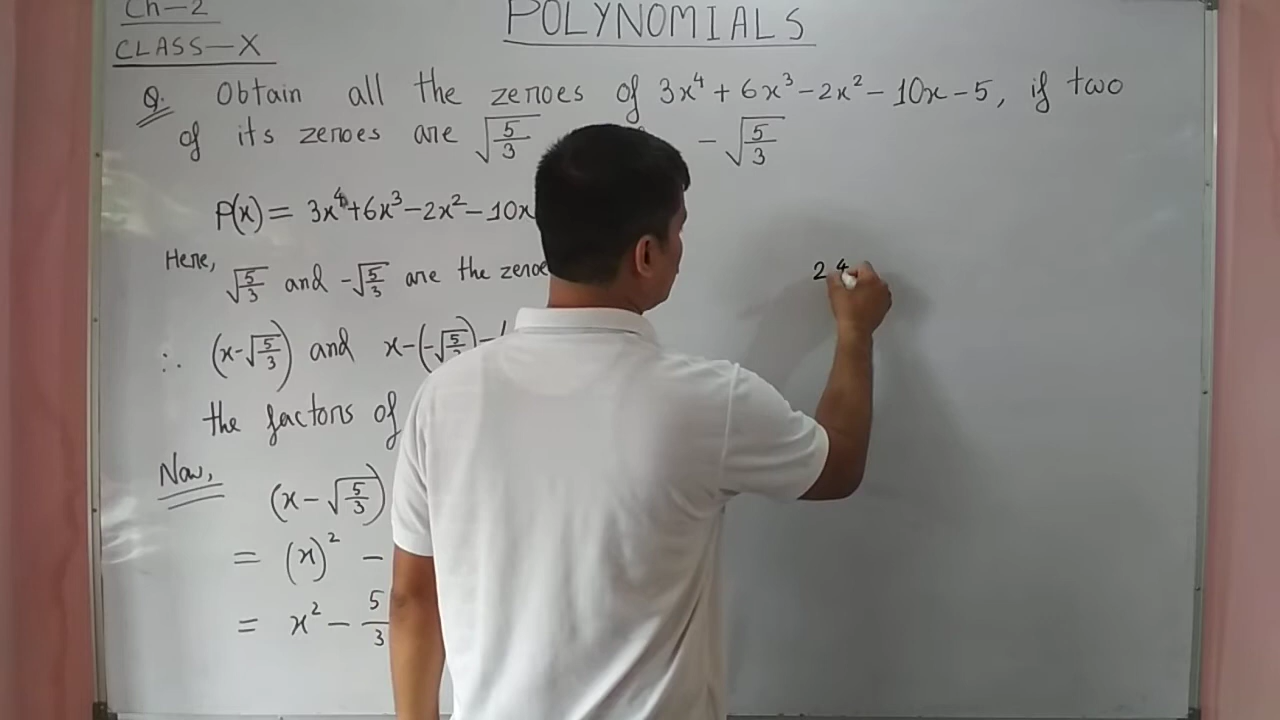 Ch-2
CLASS-X
POLYNOMIALS
Q. Obtain all the zeroes of 3x⁴ + 6x³ - 2x² - 10x - 5, if two
of its zeroes are √(5/3) - √(5/3)
P(x) = 3x⁴ + 6x³ - 2x² - 10x
Here,
√(5/3) and -√(5/3) are the zeroe
∴ (x-√(5/3)) and x-(-√(5/3))
the factors of
Now,
(x - √(5/3))
= (x)² -
= x² - 5/3
2 4